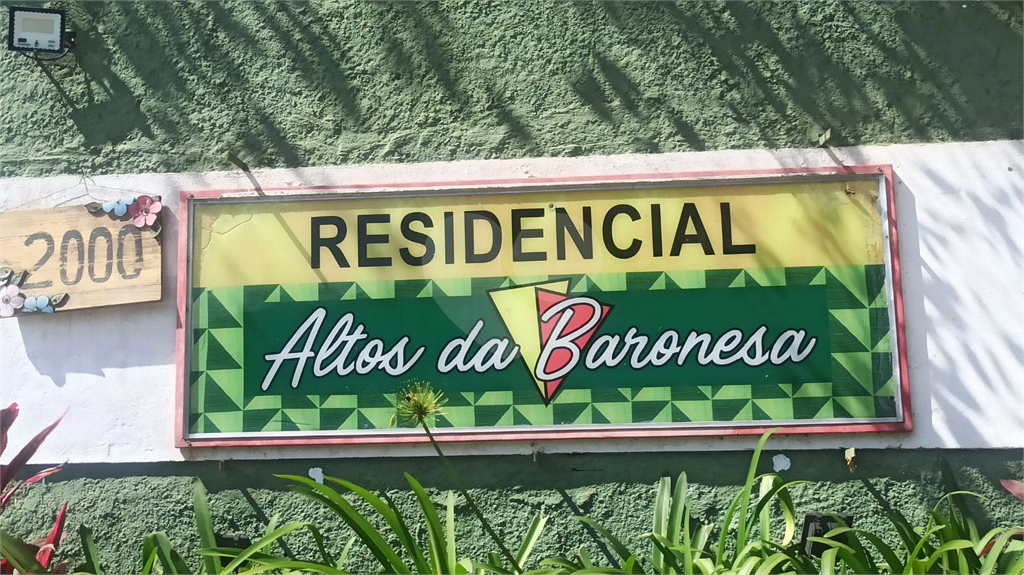 2000
RESIDENCIAL
Altos da Baronesa